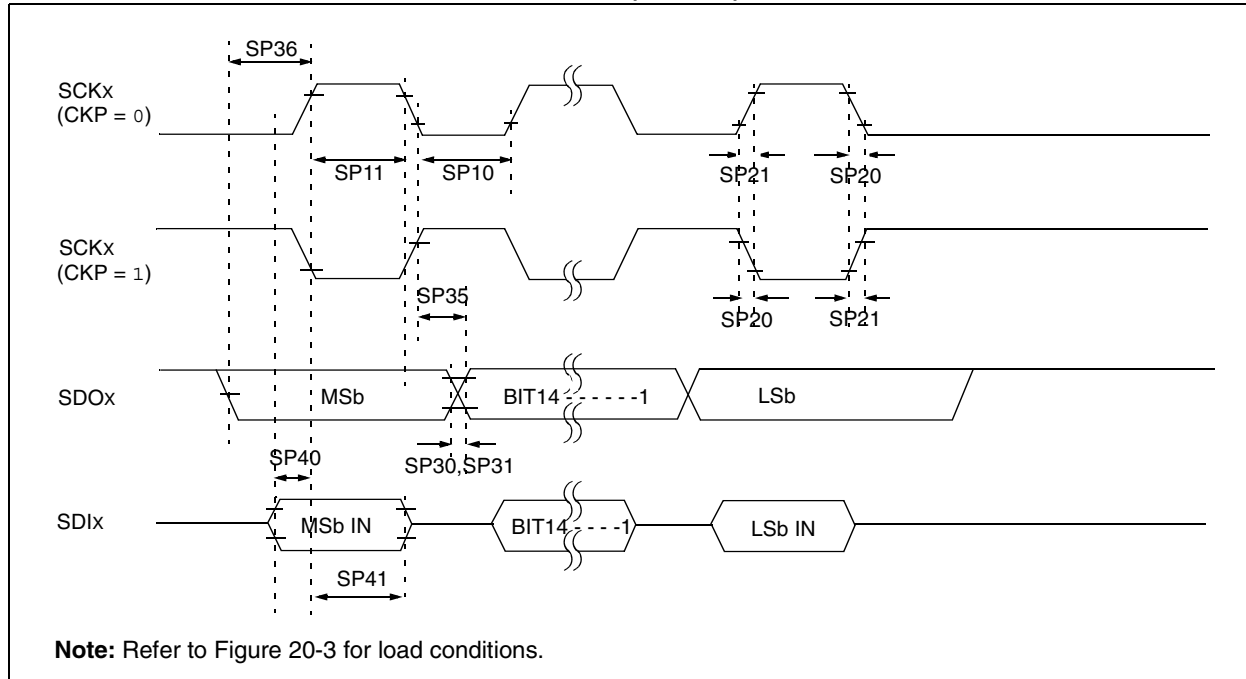 SP36
SCKx
(CKP = 0)
SP11
SP10
SP21
SP20
SCKx
(CKP = 1)
SP35
SP20
SP21
SDOx
MSb
BIT14 - - - - - -1
LSb
SP40
SP30,SP31
SDIx
MSb IN
BIT14 - - - -1
LSb IN
SP41
Note: Refer to Figure 20-3 for load conditions.